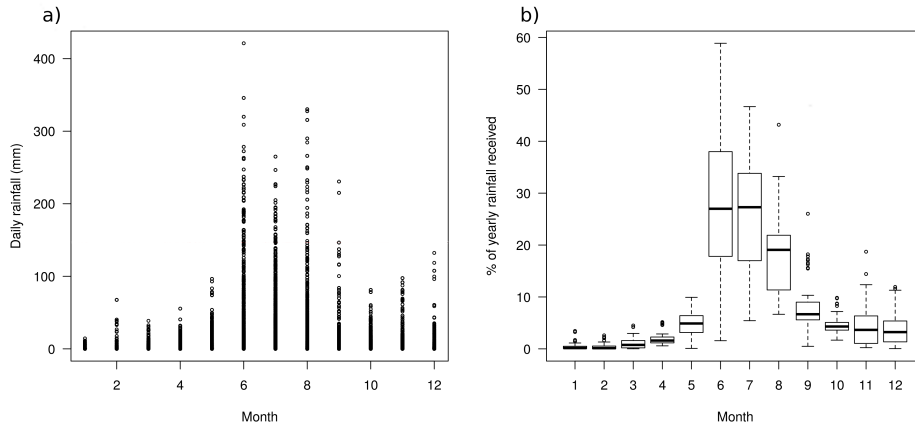 a)
400
300
200
100
0
Daily rainfall (mm)
2 4 6 8 10 12
Month
b)
60
50
40
30
20
10
0
% of yearly rainfall received
1 2 3 4 5 6 7 8 9 10 11 12
Month